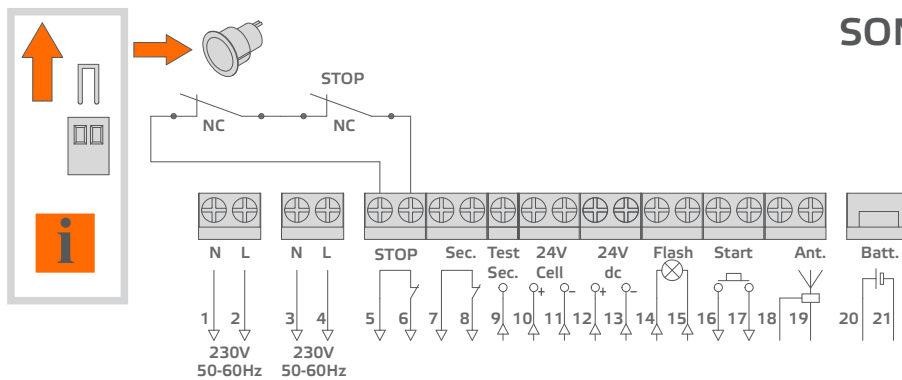 SON
STOP
NC NC
i
N L N L STOP Sec. Test Sec. 24V Cell 24V dc Flash Start Ant. Batt.
+ − + −
1 2 3 4 5 6 7 8 9 10 11 12 13 14 15 16 17 18 19 20 21
230V 230V
50-60Hz 50-60Hz